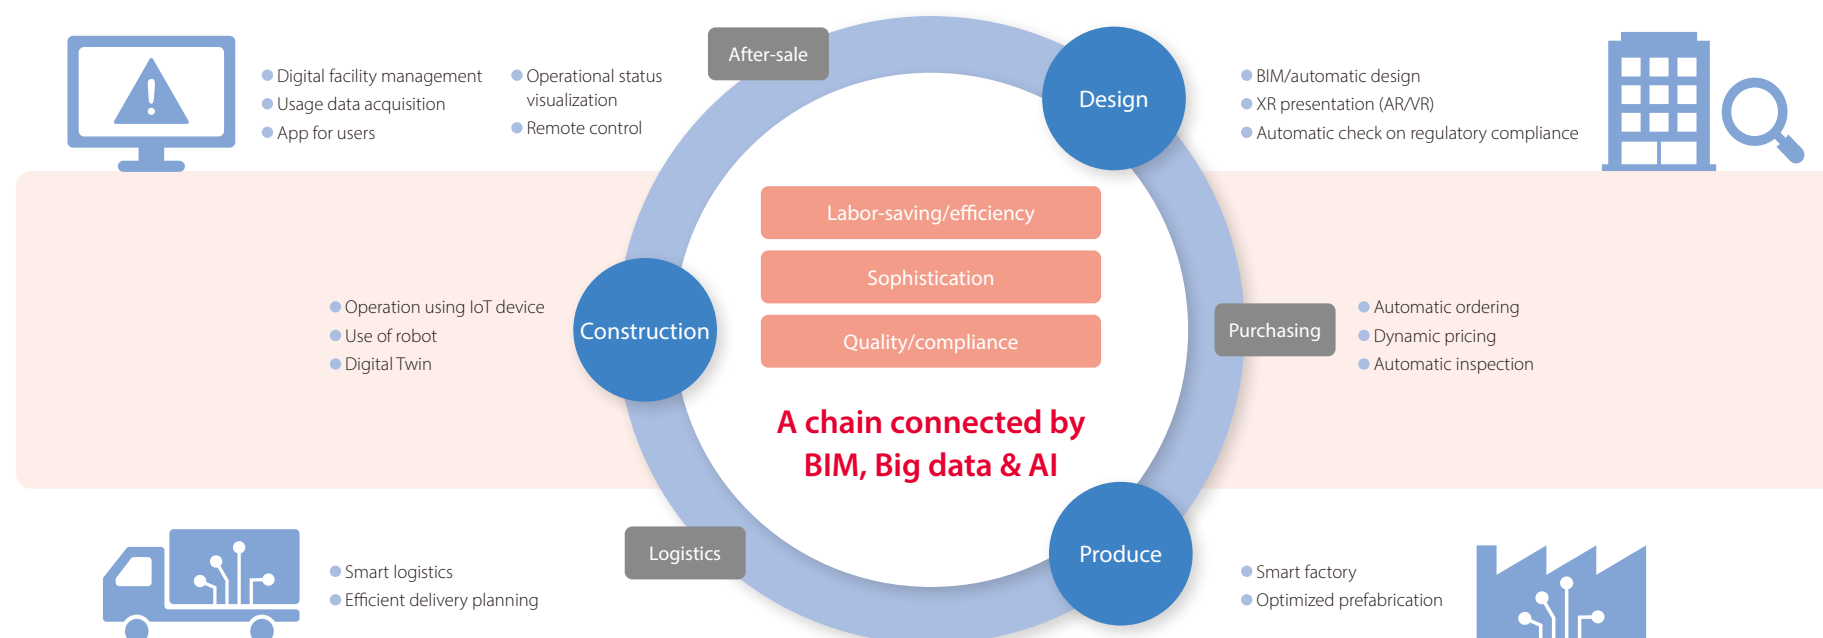 After-sale
Digital facility management
Usage data acquisition
App for users
Operational status
visualization
Remote control
Design
BIM/automatic design
XR presentation (AR/VR)
Automatic check on regulatory compliance
Labor-saving/efficiency
Sophistication
Quality/compliance
A chain connected by
BIM, Big data & AI
Operation using IoT device
Use of robot
Digital Twin
Construction
Purchasing
Automatic ordering
Dynamic pricing
Automatic inspection
Smart logistics
Efficient delivery planning
Logistics
Produce
Smart factory
Optimized prefabrication